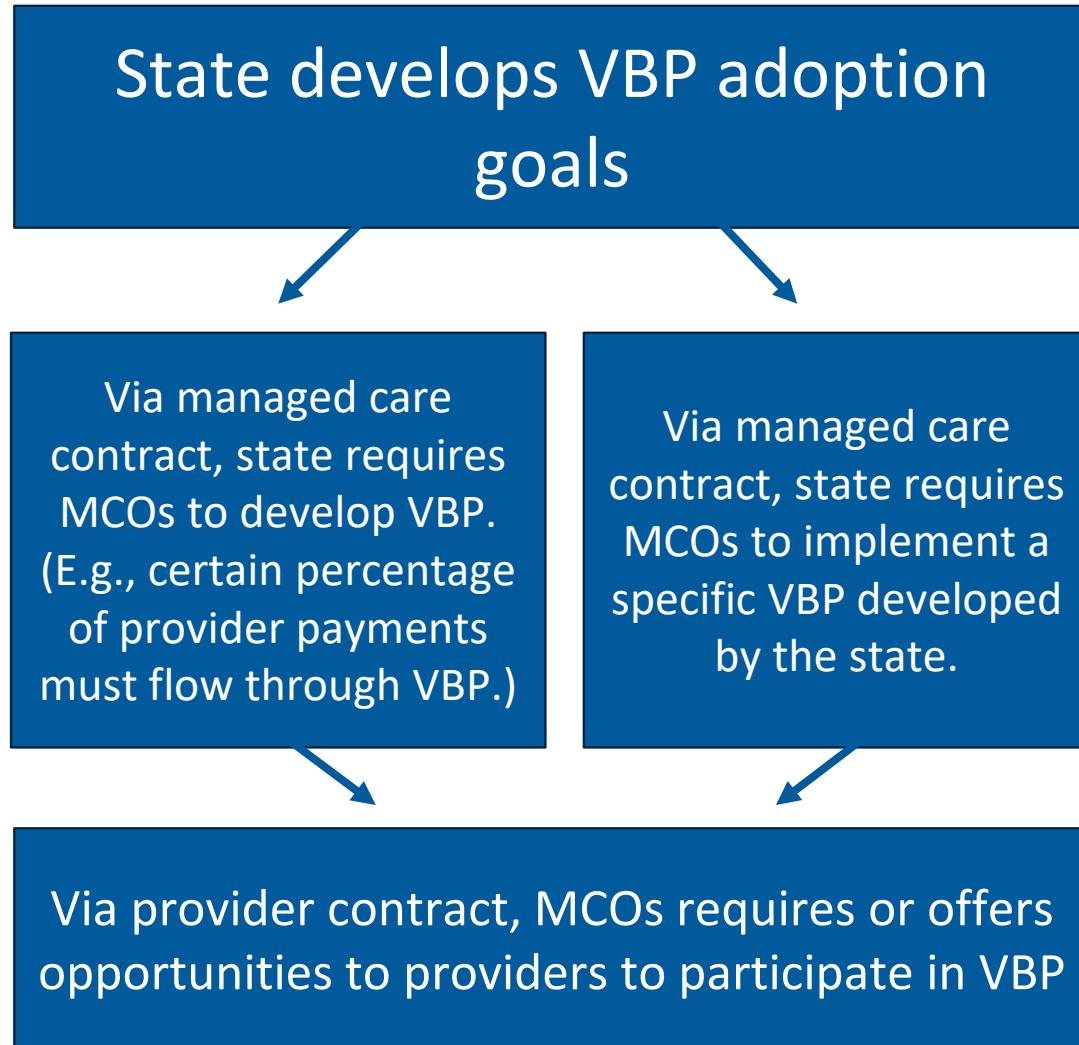 State develops VBP adoption
goals
Via managed care
contract, state requires
MCOs to develop VBP.
(E.g., certain percentage
of provider payments
must flow through VBP.)
Via managed care
contract, state requires
MCOs to implement a
specific VBP developed
by the state.
Via provider contract, MCOs requires or offers
opportunities to providers to participate in VBP